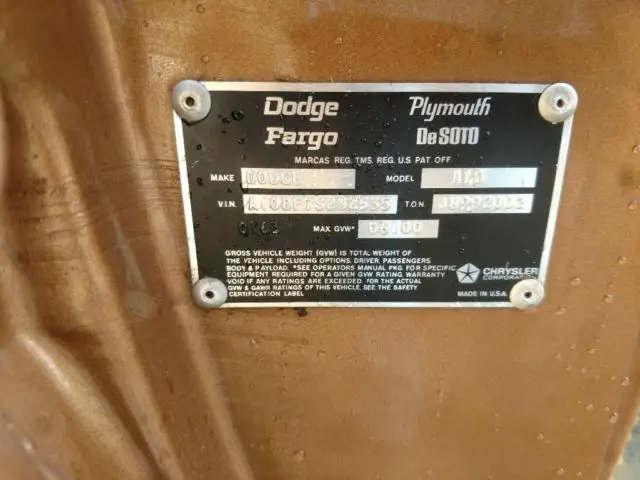 Dodge Plymouth
Fargo DeSOTO
MARCAS REG. TMS. REG. U.S. PAT. OFF.
MAKE DODGE MODEL
V.I.N. T.O.N.
MAX. GVW* 06100
GROSS VEHICLE WEIGHT (GVW) IS TOTAL WEIGHT OF
THE VEHICLE INCLUDING OPTIONS, DRIVER, PASSENGERS
BODY & PAYLOAD. *SEE OPERATORS MANUAL PKG. FOR SPECIFIC
EQUIPMENT REQUIRED FOR A GIVEN GVW RATING. WARRANTY
VOID IF ANY RATINGS ARE EXCEEDED. FOR THE ACTUAL
GVW & GAWR RATINGS OF THIS VEHICLE, SEE THE SAFETY
CERTIFICATION LABEL.
CHRYSLER
CORPORATION
MADE IN U.S.A.